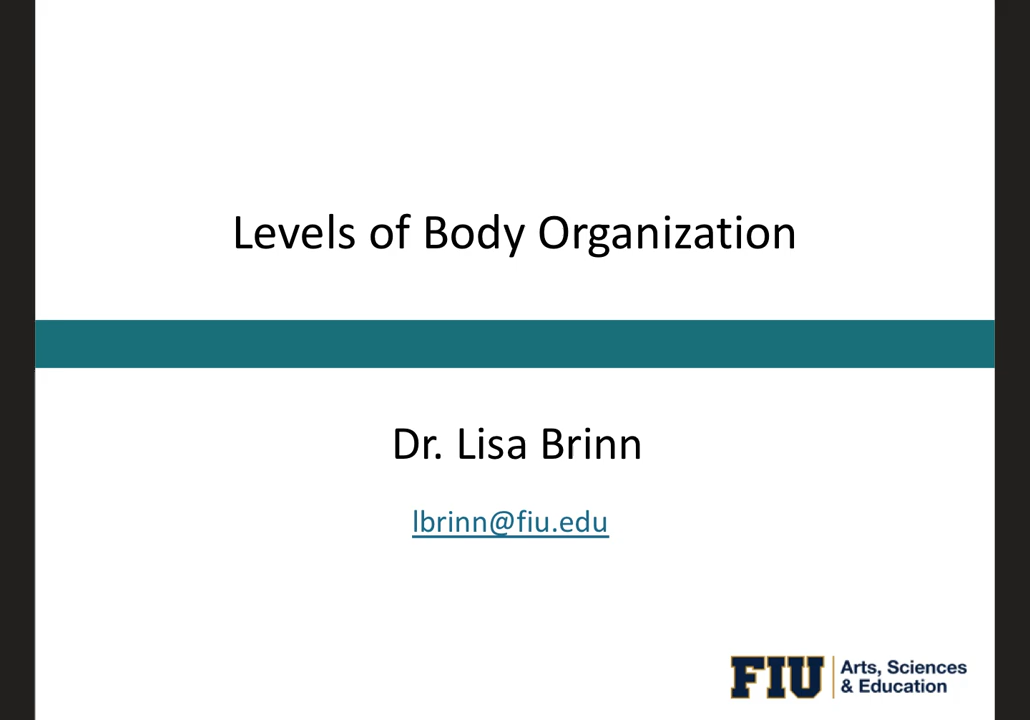 Levels of Body Organization
Dr. Lisa Brinn
lbrinn@fiu.edu
FIU
Arts, Sciences
& Education